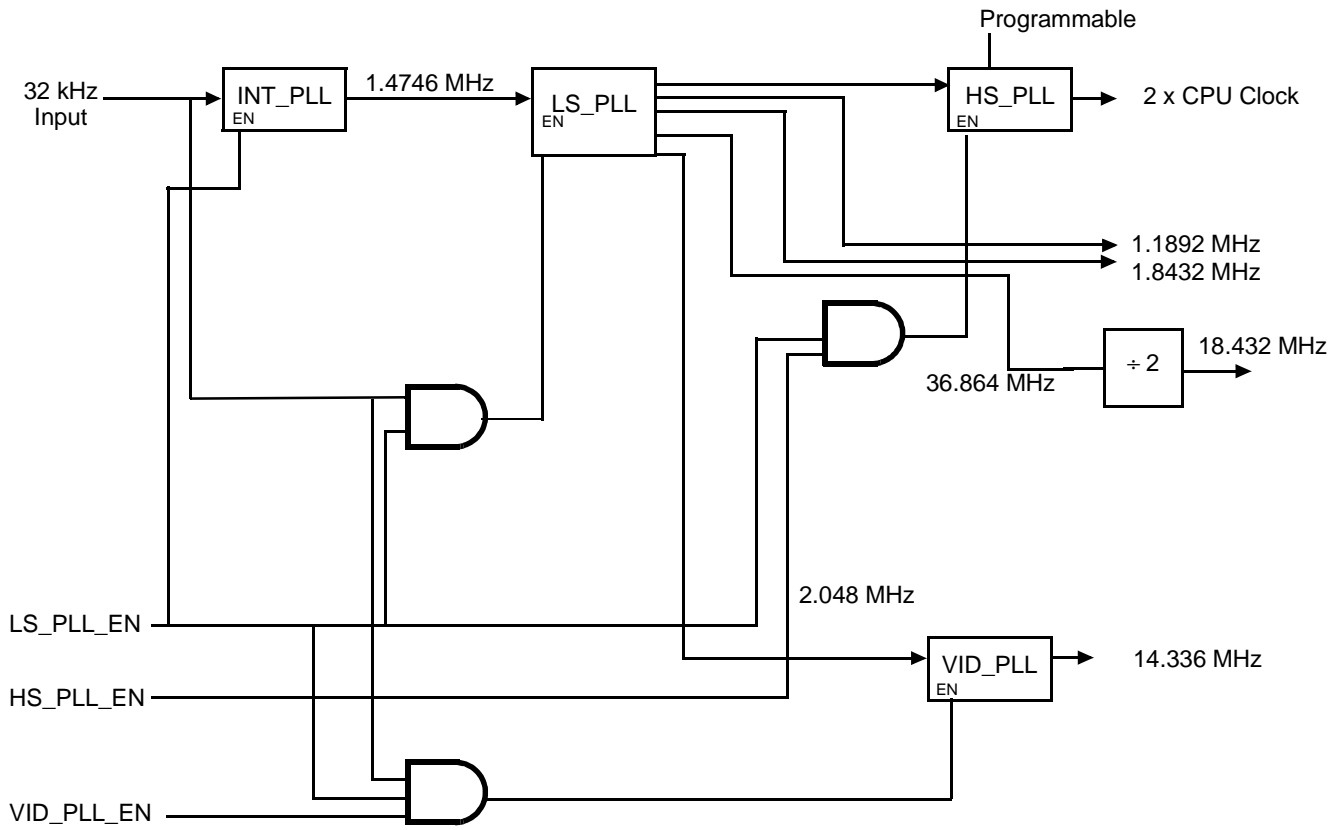 Programmable
32 kHz
Input
INT_PLL
EN
1.4746 MHz
LS_PLL
EN
HS_PLL
EN
2 x CPU Clock
1.1892 MHz
1.8432 MHz
36.864 MHz
÷ 2
18.432 MHz
2.048 MHz
LS_PLL_EN
HS_PLL_EN
VID_PLL
EN
14.336 MHz
VID_PLL_EN